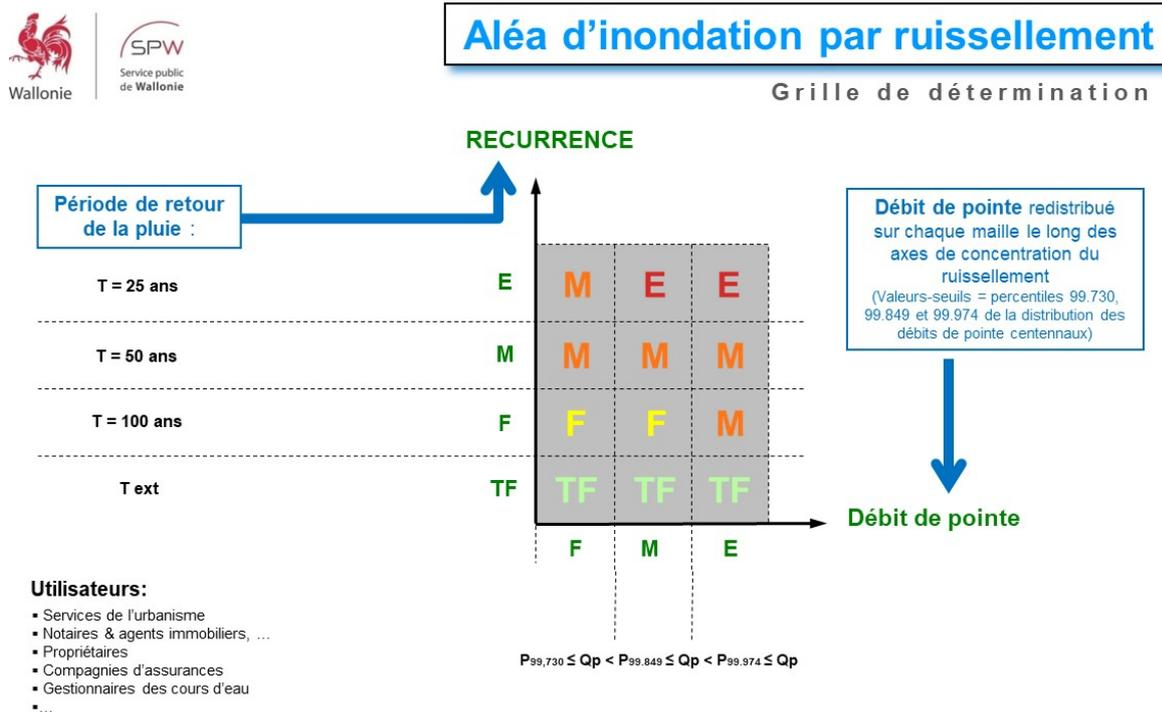 Wallonie
SPW
Service public
de Wallonie
Aléa d'inondation par ruissellement
Grille de détermination
RECURRENCE
Période de retour
de la pluie :
Débit de pointe redistribué
sur chaque maille le long des
axes de concentration du
ruissellement
(Valeurs-seuils = percentiles 99.730,
99.849 et 99.974 de la distribution des
débits de pointe centennaux)
T = 25 ans E M E E
T = 50 ans M M M M
T = 100 ans F F F M
T ext TF TF TF TF
Débit de pointe
F M E
Utilisateurs:
▪ Services de l'urbanisme
▪ Notaires & agents immobiliers, …
▪ Propriétaires
▪ Compagnies d'assurances
▪ Gestionnaires des cours d'eau
▪…
P99,730 ≤ Qp < P99.849 ≤ Qp < P99.974 ≤ Qp